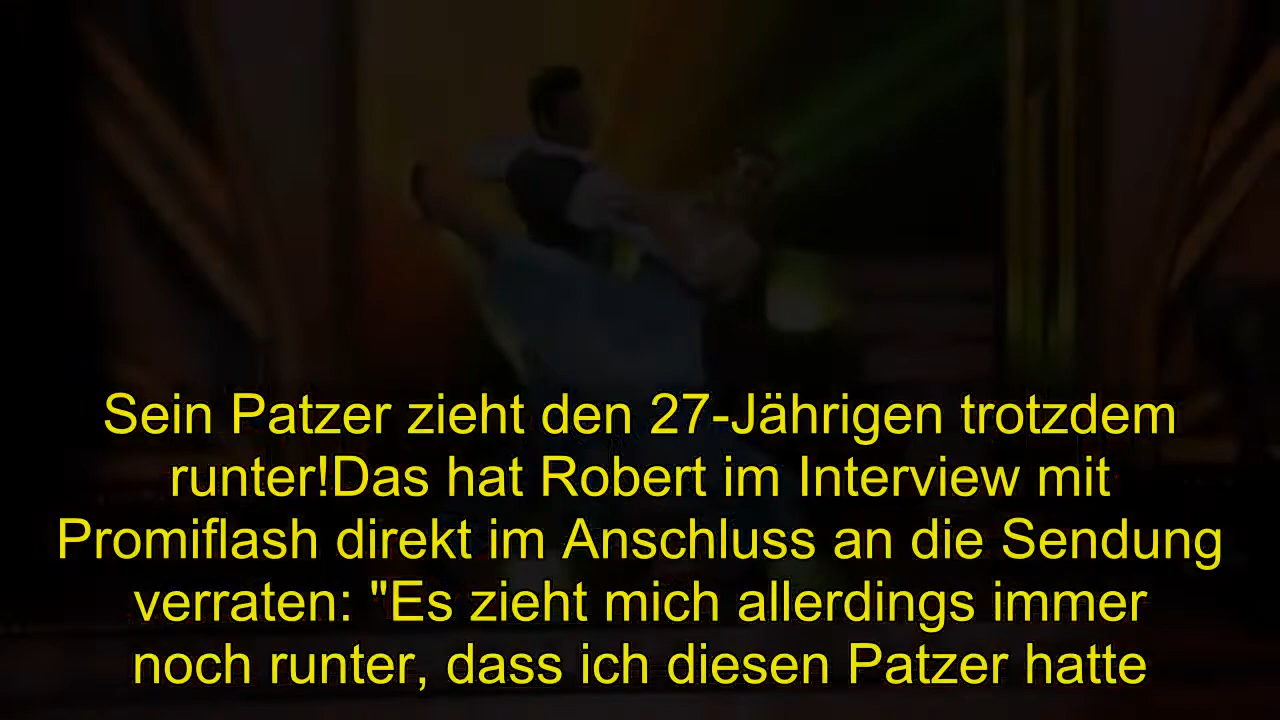 Sein Patzer zieht den 27-Jährigen trotzdem
runter!Das hat Robert im Interview mit
Promiflash direkt im Anschluss an die Sendung
verraten: "Es zieht mich allerdings immer
noch runter, dass ich diesen Patzer hatte